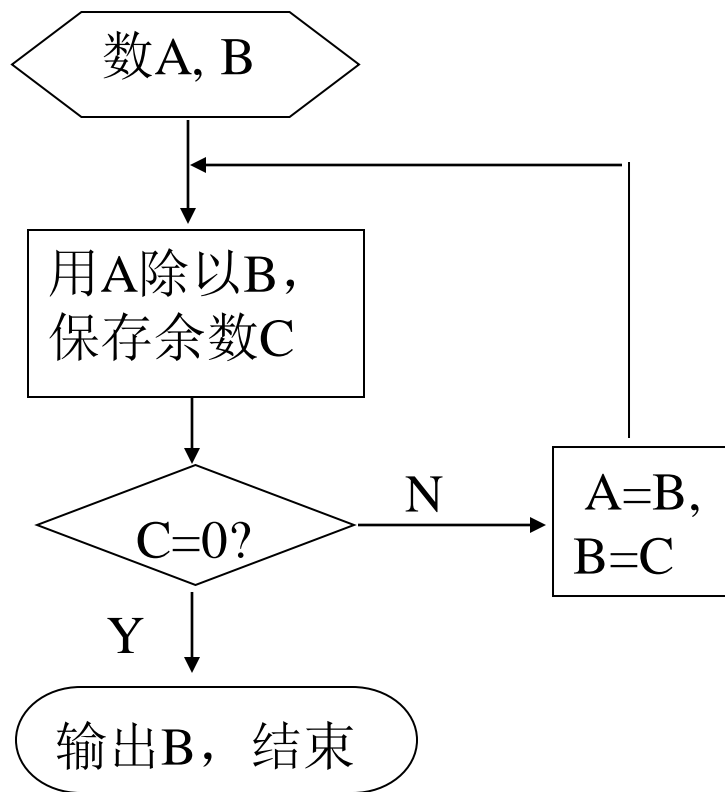 数A, B
用A除以B，
保存余数C
C=0?
N
A=B,
B=C
Y
输出B，结束